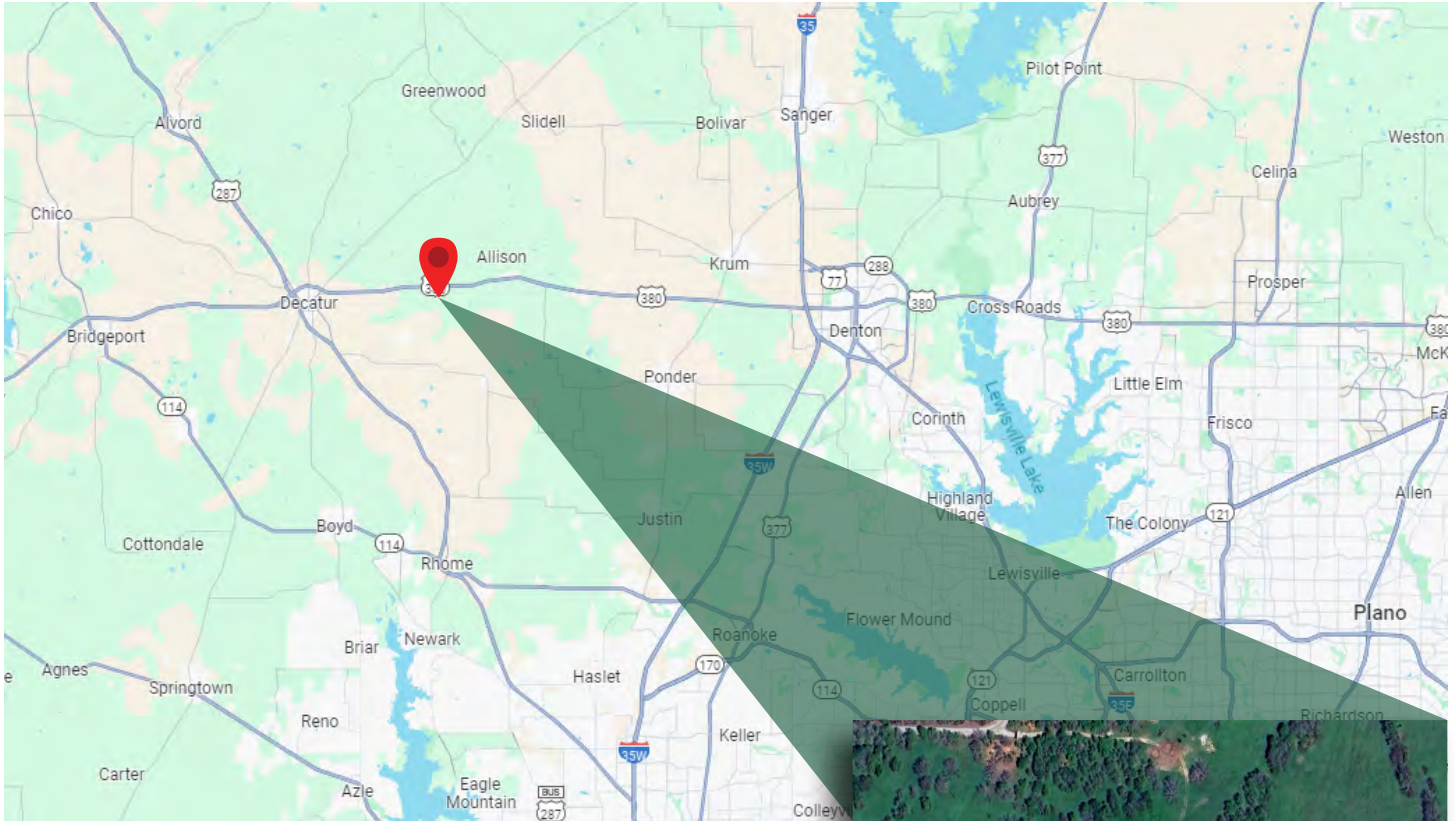 35
Pilot Point
Greenwood
Alvord
Slidell
Bolivar
Sanger
Weston
377
Celina
287
Aubrey
Chico
Allison
Krum
288
77
Prosper
Decatur
380
380
Cross Roads
380
380
Bridgeport
Denton
McK
Ponder
Little Elm
114
Corinth
Frisco
Fa
Lewisville Lake
35W
Highland
Village
Allen
Justin
377
The Colony
121
Boyd
114
Cottondale
Rhome
Lewisville
Flower Mound
Plano
Briar
Newark
Roanoke
170
Agnes
e
Haslet
Carrollton
Springtown
114
121
Coppell
35E
Reno
Richardson
Keller
35W
Carter
Azle
Eagle
Mountain
BUS
287
Colleyv